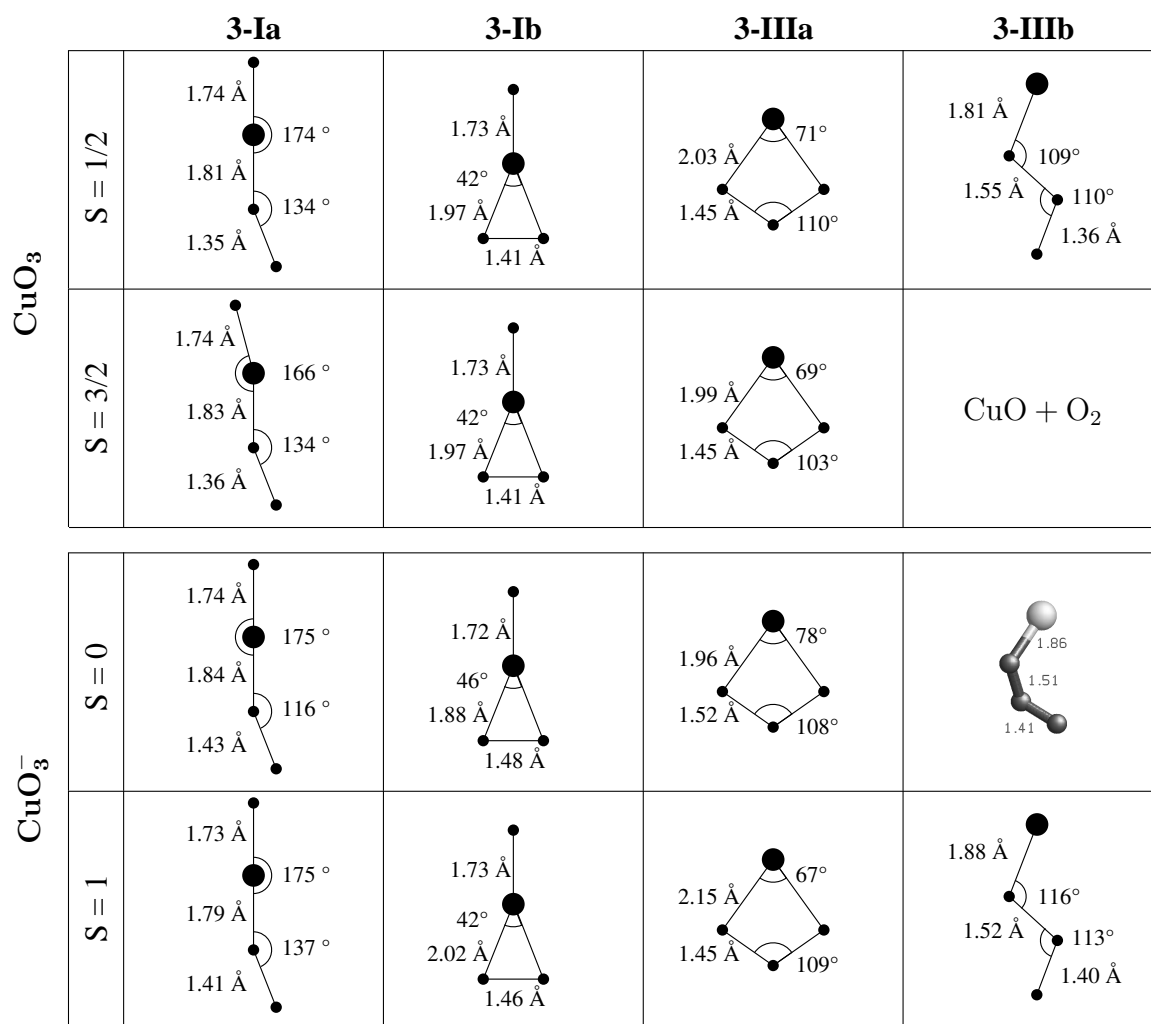 3-Ia 3-Ib 3-IIIa 3-IIIb
CuO₃
S = 1/2
1.74 Å
174 °
1.81 Å
134 °
1.35 Å
1.73 Å
42°
1.97 Å
1.41 Å
71°
2.03 Å
1.45 Å
110°
1.81 Å
109°
1.55 Å
110°
1.36 Å
S = 3/2
1.74 Å
166 °
1.83 Å
134 °
1.36 Å
1.73 Å
42°
1.97 Å
1.41 Å
69°
1.99 Å
1.45 Å
103°
CuO + O₂
CuO₃⁻
S = 0
1.74 Å
175 °
1.84 Å
116 °
1.43 Å
1.72 Å
46°
1.88 Å
1.48 Å
78°
1.96 Å
1.52 Å
108°
1.86
1.51
1.41
S = 1
1.73 Å
175 °
1.79 Å
137 °
1.41 Å
1.73 Å
42°
2.02 Å
1.46 Å
67°
2.15 Å
1.45 Å
109°
1.88 Å
116°
1.52 Å
113°
1.40 Å